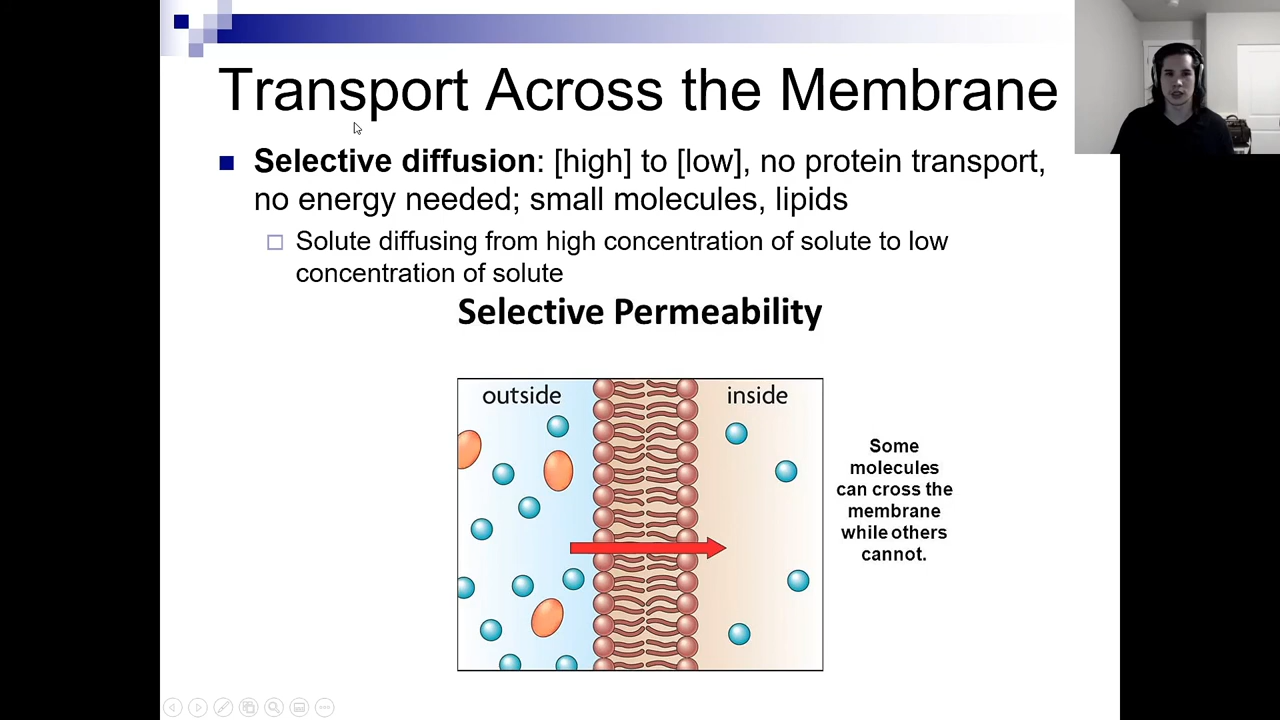 Transport Across the Membrane
Selective diffusion: [high] to [low], no protein transport,
no energy needed; small molecules, lipids
Solute diffusing from high concentration of solute to low
concentration of solute
Selective Permeability
outside
inside
Some
molecules
can cross the
membrane
while others
cannot.